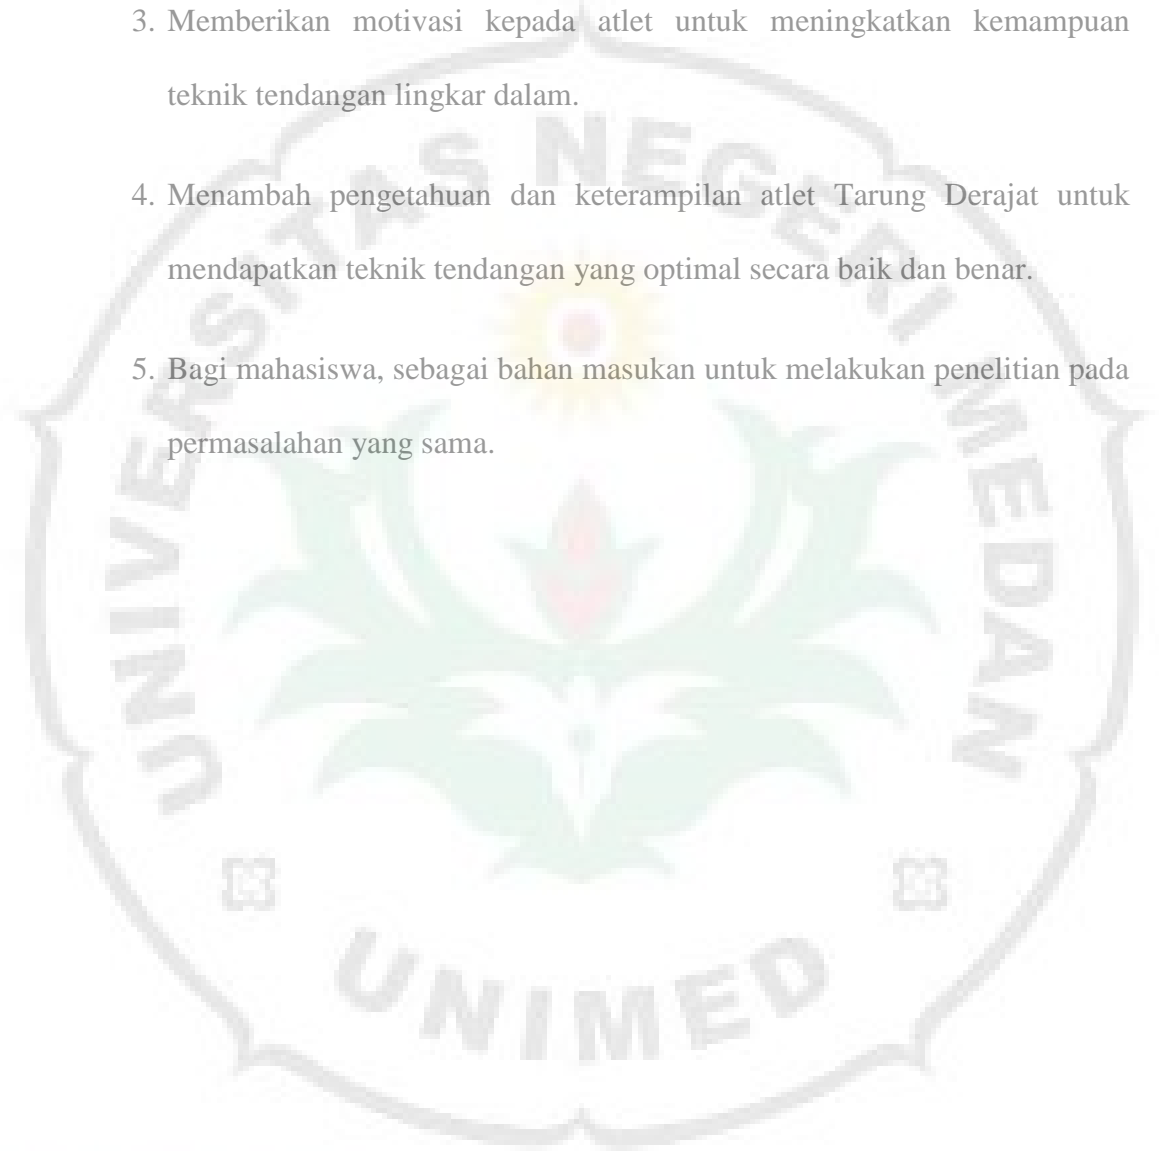 3. Memberikan motivasi kepada atlet untuk meningkatkan kemampuan
teknik tendangan lingkar dalam.
4. Menambah pengetahuan dan keterampilan atlet Tarung Derajat untuk
mendapatkan teknik tendangan yang optimal secara baik dan benar.
5. Bagi mahasiswa, sebagai bahan masukan untuk melakukan penelitian pada
permasalahan yang sama.
UNIVERSITAS NEGERI MEDAN
UNIMED